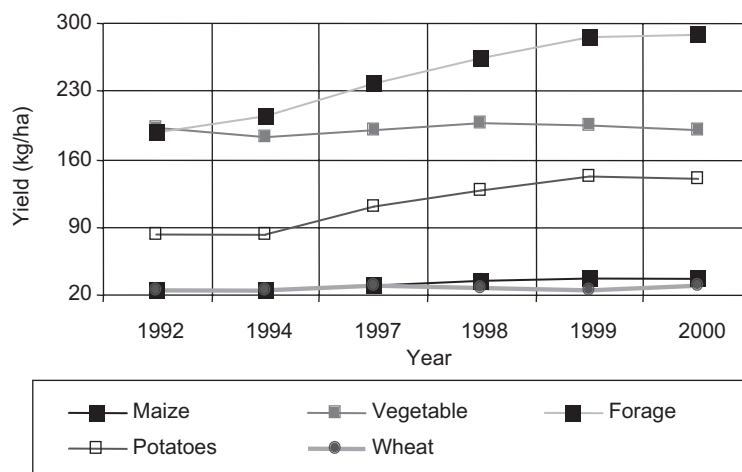 Yield (kg/ha)
300
230
160
90
20
1992 1994 1997 1998 1999 2000
Year
Maize Vegetable Forage
Potatoes Wheat